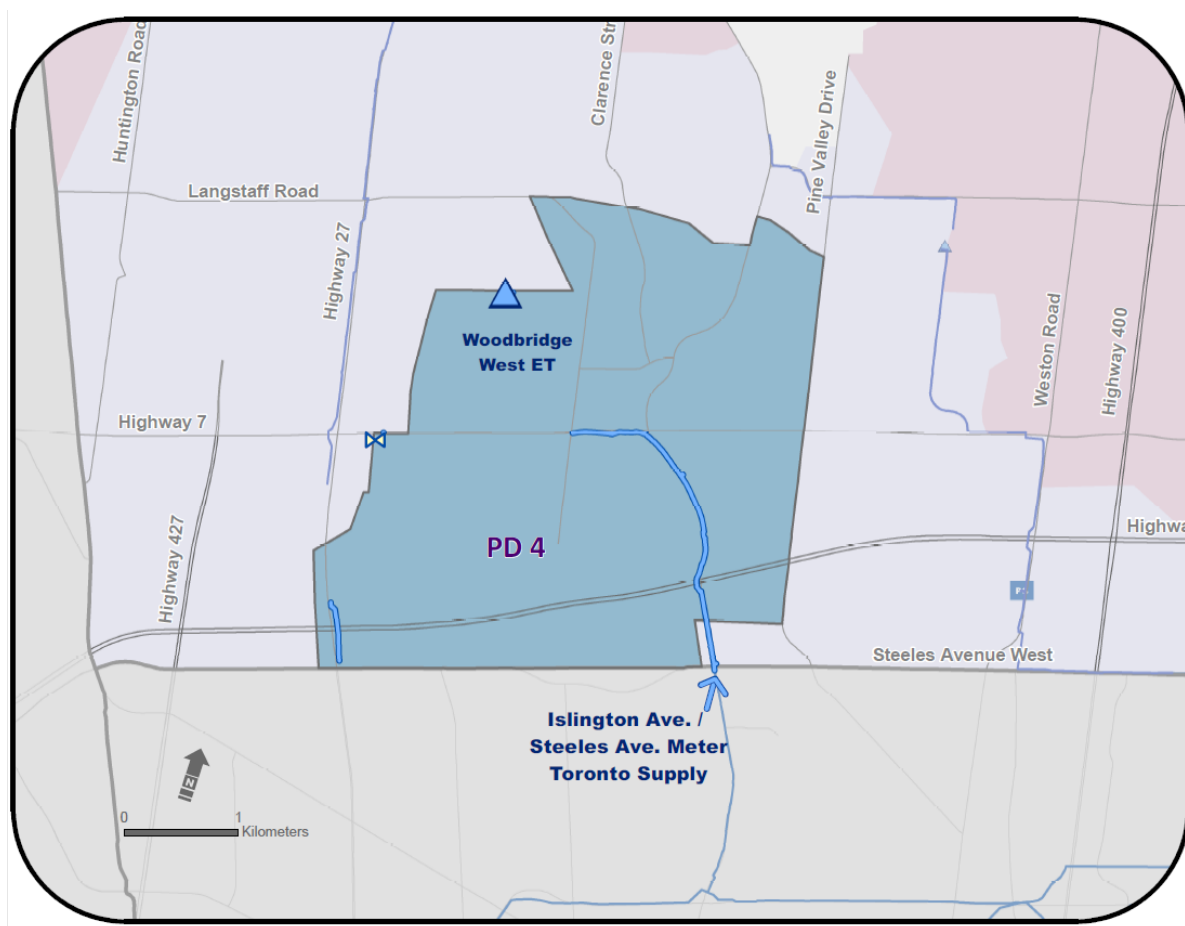 Huntington Road
Clarence Str
Pine Valley Drive
Langstaff Road
Highway 27
Weston Road
Highway 400
Woodbridge
West ET
Highway 7
Highway 427
PD 4
Highwa
Steeles Avenue West
Islington Ave. /
Steeles Ave. Meter
Toronto Supply
N
0 1
Kilometers